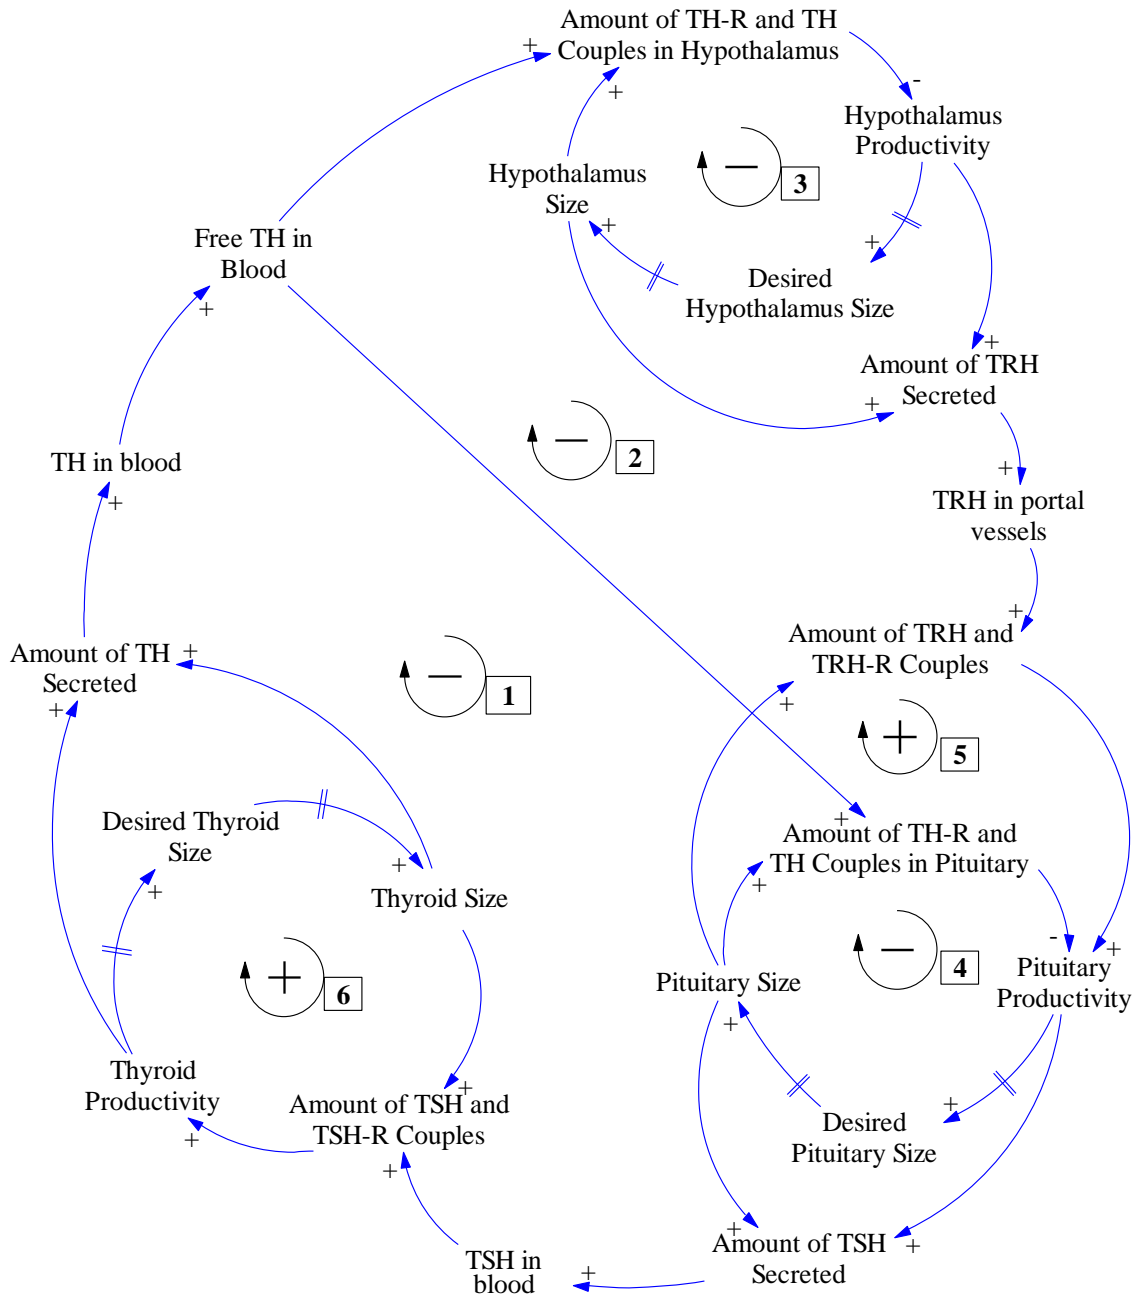 Amount of TH-R and TH
Couples in Hypothalamus
+
+
-
Hypothalamus
Productivity
−
3
Hypothalamus
Size
+
+
Free TH in
Blood
Desired
Hypothalamus Size
+
+
Amount of TRH
Secreted
+
−
2
TH in blood
+
+
TRH in portal
vessels
+
Amount of TRH and
TRH-R Couples
+
Amount of TH
Secreted
+
+
−
1
+
+
5
Desired Thyroid
Size
+
+
Thyroid Size
+
Amount of TH-R and
TH Couples in Pituitary
+
−
4
-
+
Pituitary
Productivity
Pituitary Size
+
+
6
Thyroid
Productivity
+
Amount of TSH and
TSH-R Couples
+
+
+
Desired
Pituitary Size
+
+
Amount of TSH
Secreted
+
TSH in
blood
+